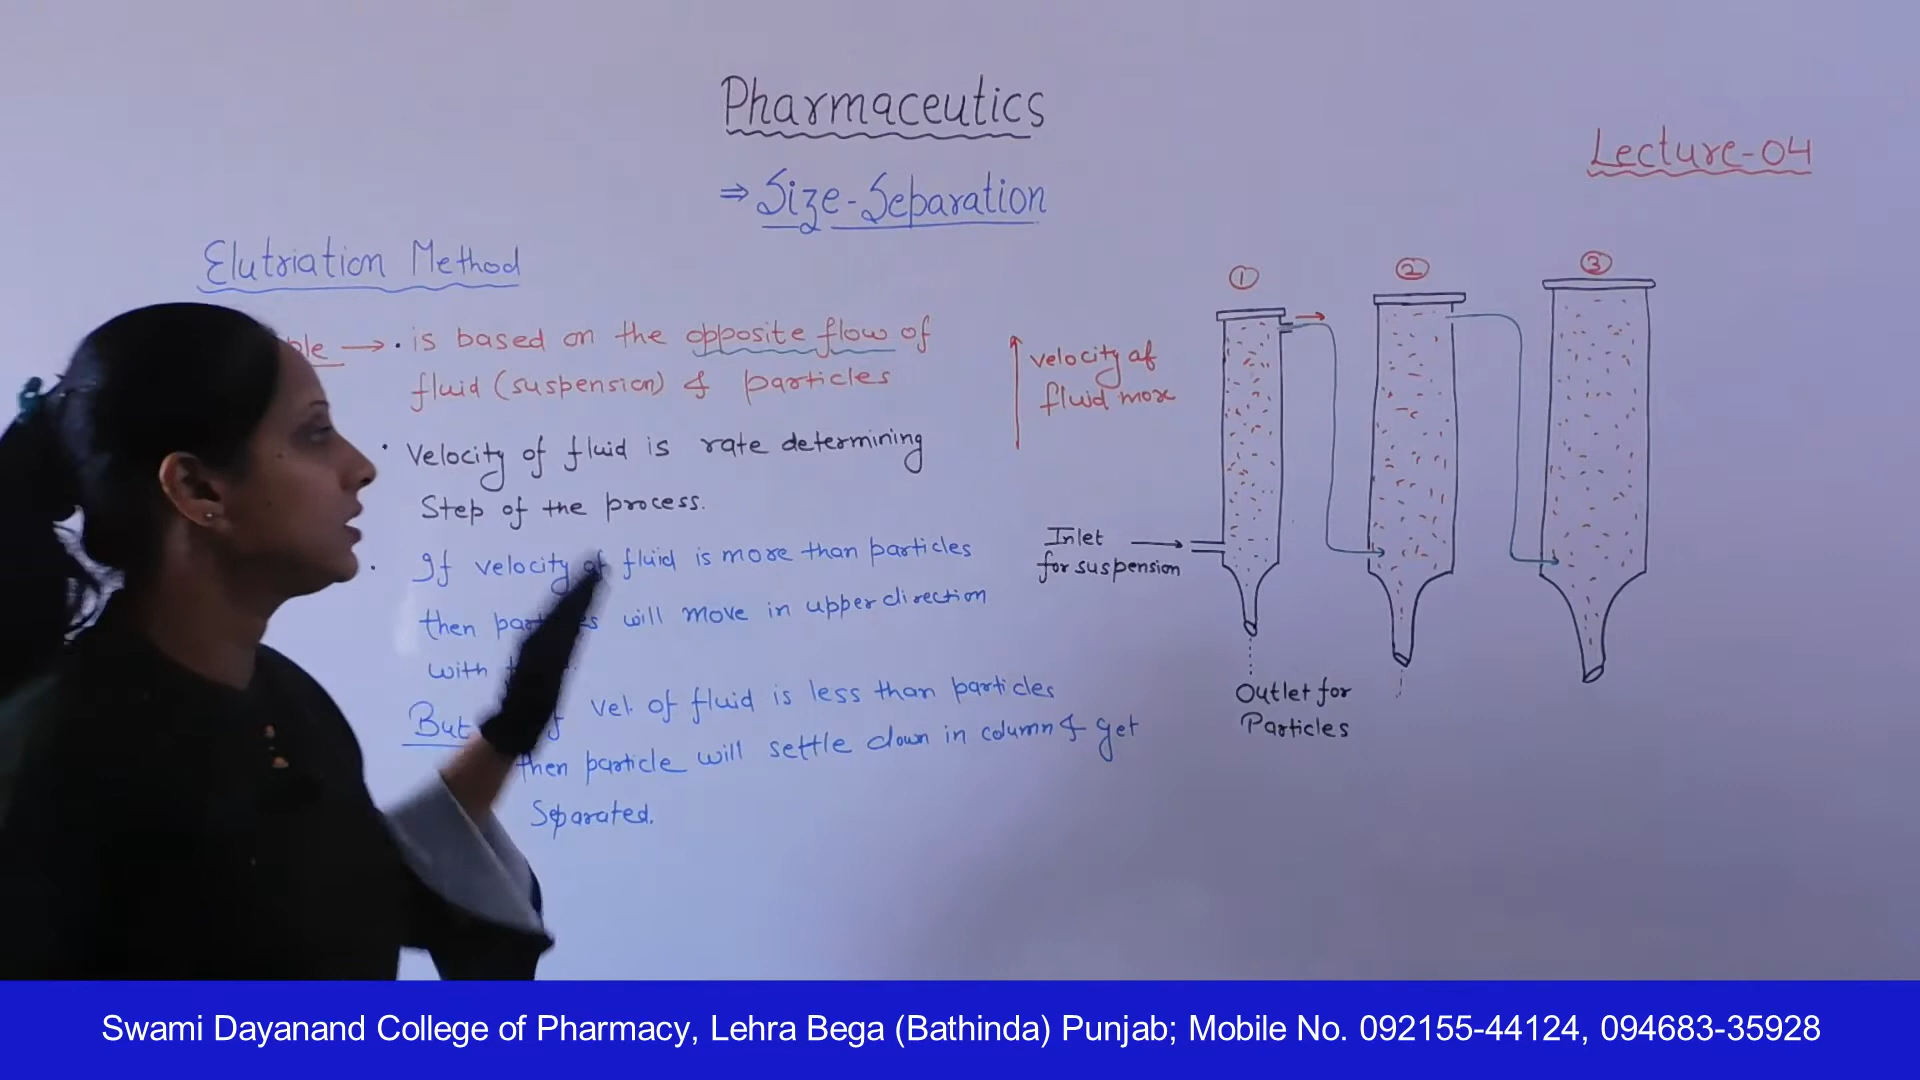 Pharmaceutics
Lecture-04
⇒ Size-Separation
Elutriation Method
ple → • is based on the opposite flow of
fluid (suspension) & particles
• Velocity of fluid is rate determining
Step of the process.
• If velocity of fluid is more than particles
then particles will move in upper direction
with
But vel. of fluid is less than particles
then particle will settle down in column & get
Separated.
1
2
3
velocity of
fluid more
Inlet
for suspension
Outlet for
Particles
Swami Dayanand College of Pharmacy, Lehra Bega (Bathinda) Punjab; Mobile No. 092155-44124, 094683-35928